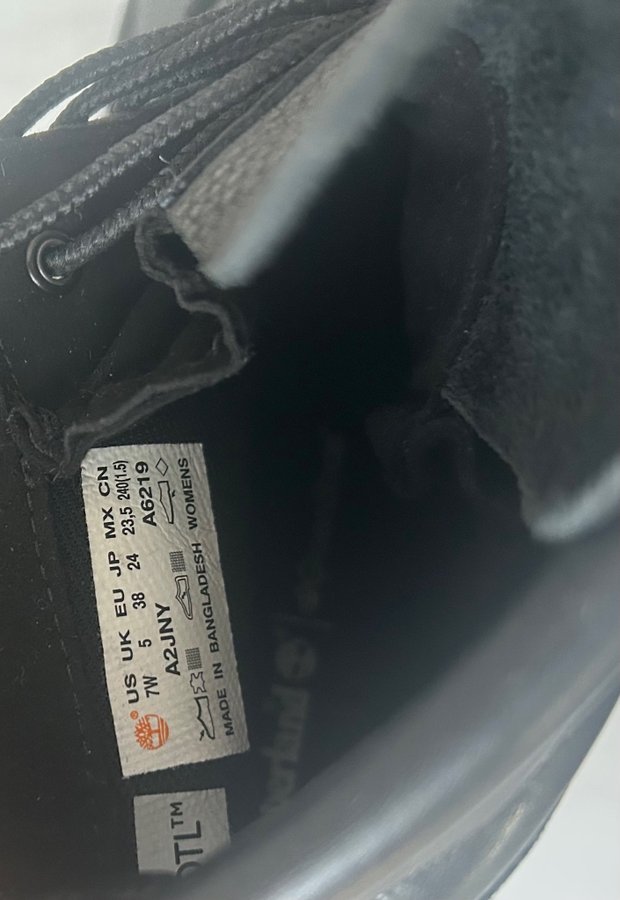 US UK EU JP MX CN
7W 5 38 24 23,5 240(1.5)
A2JNY A6219
MADE IN BANGLADESH WOMENS
OTL™